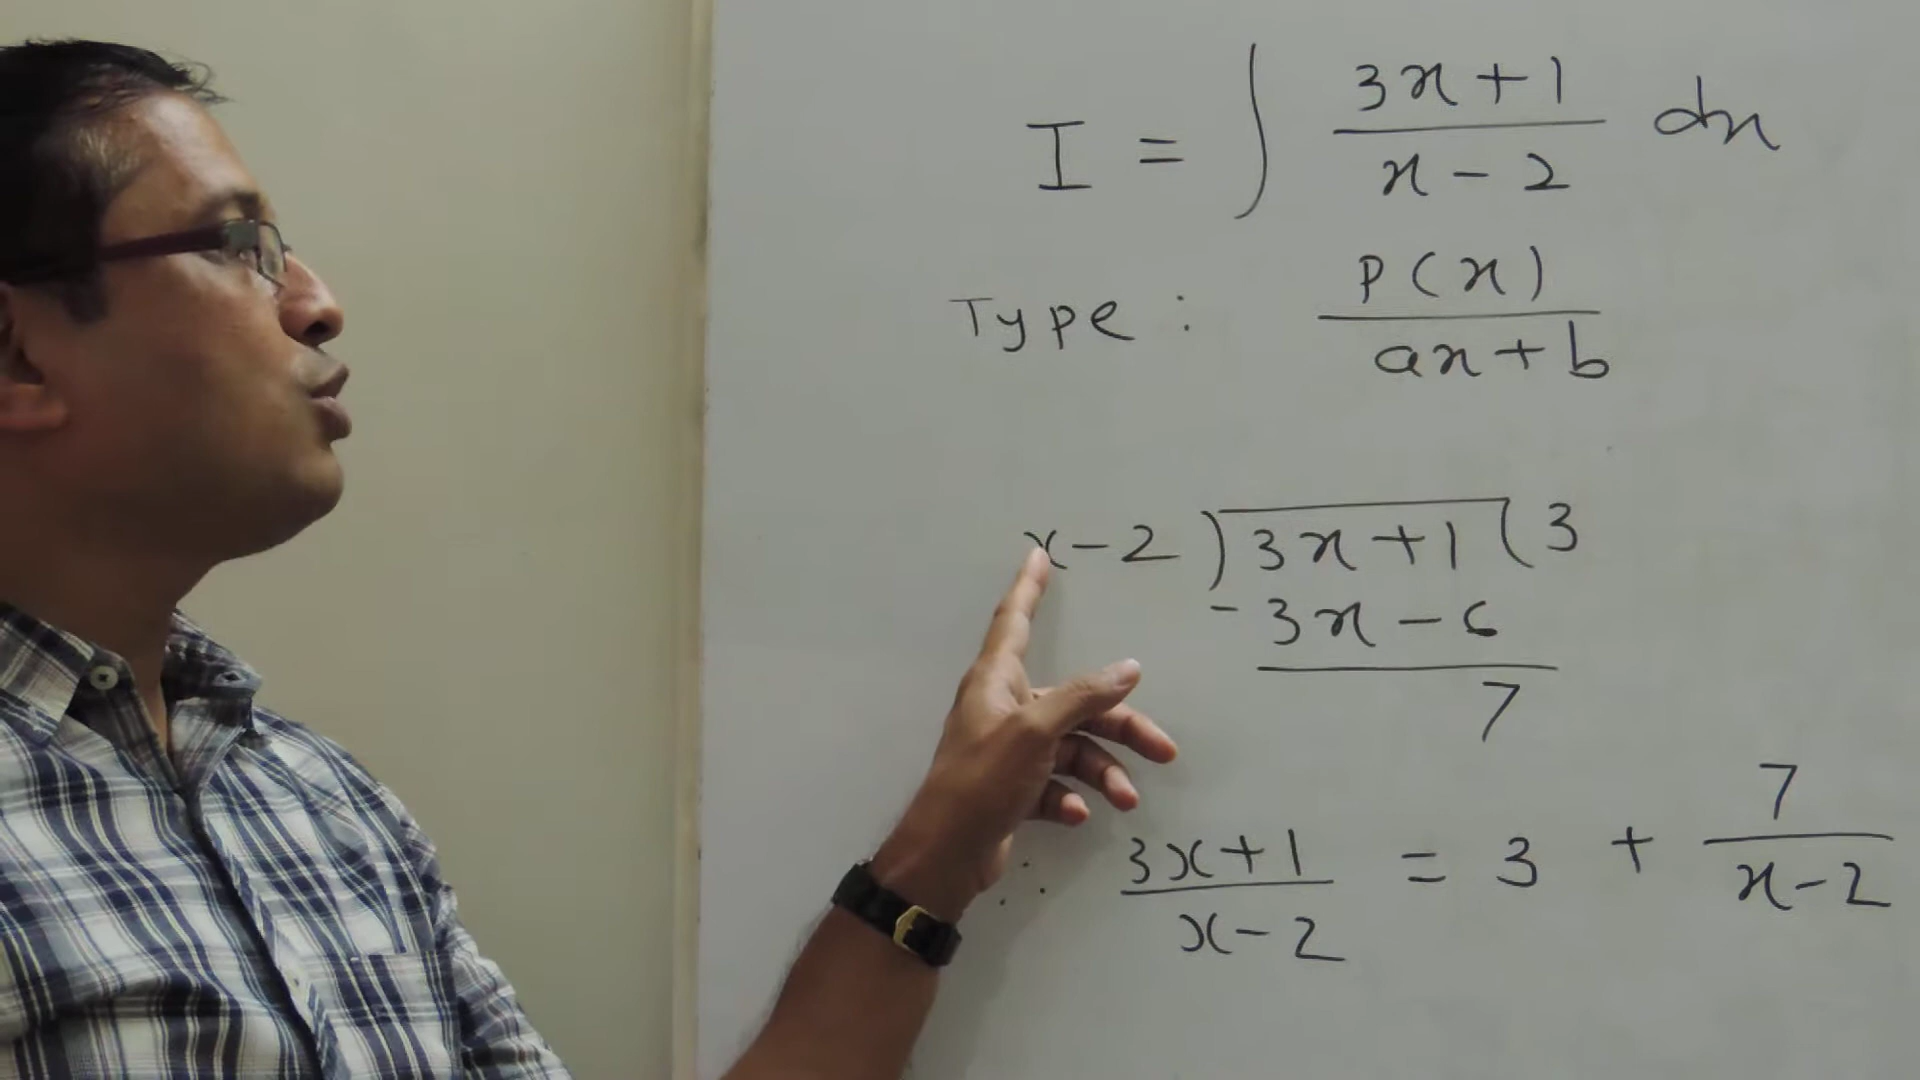 I = ∫ (3x+1)/(x-2) dx
Type : P(x)/(ax+b)
x-2 ) 3x+1 ( 3
-3x-6
7
∴ (3x+1)/(x-2) = 3 + 7/(x-2)